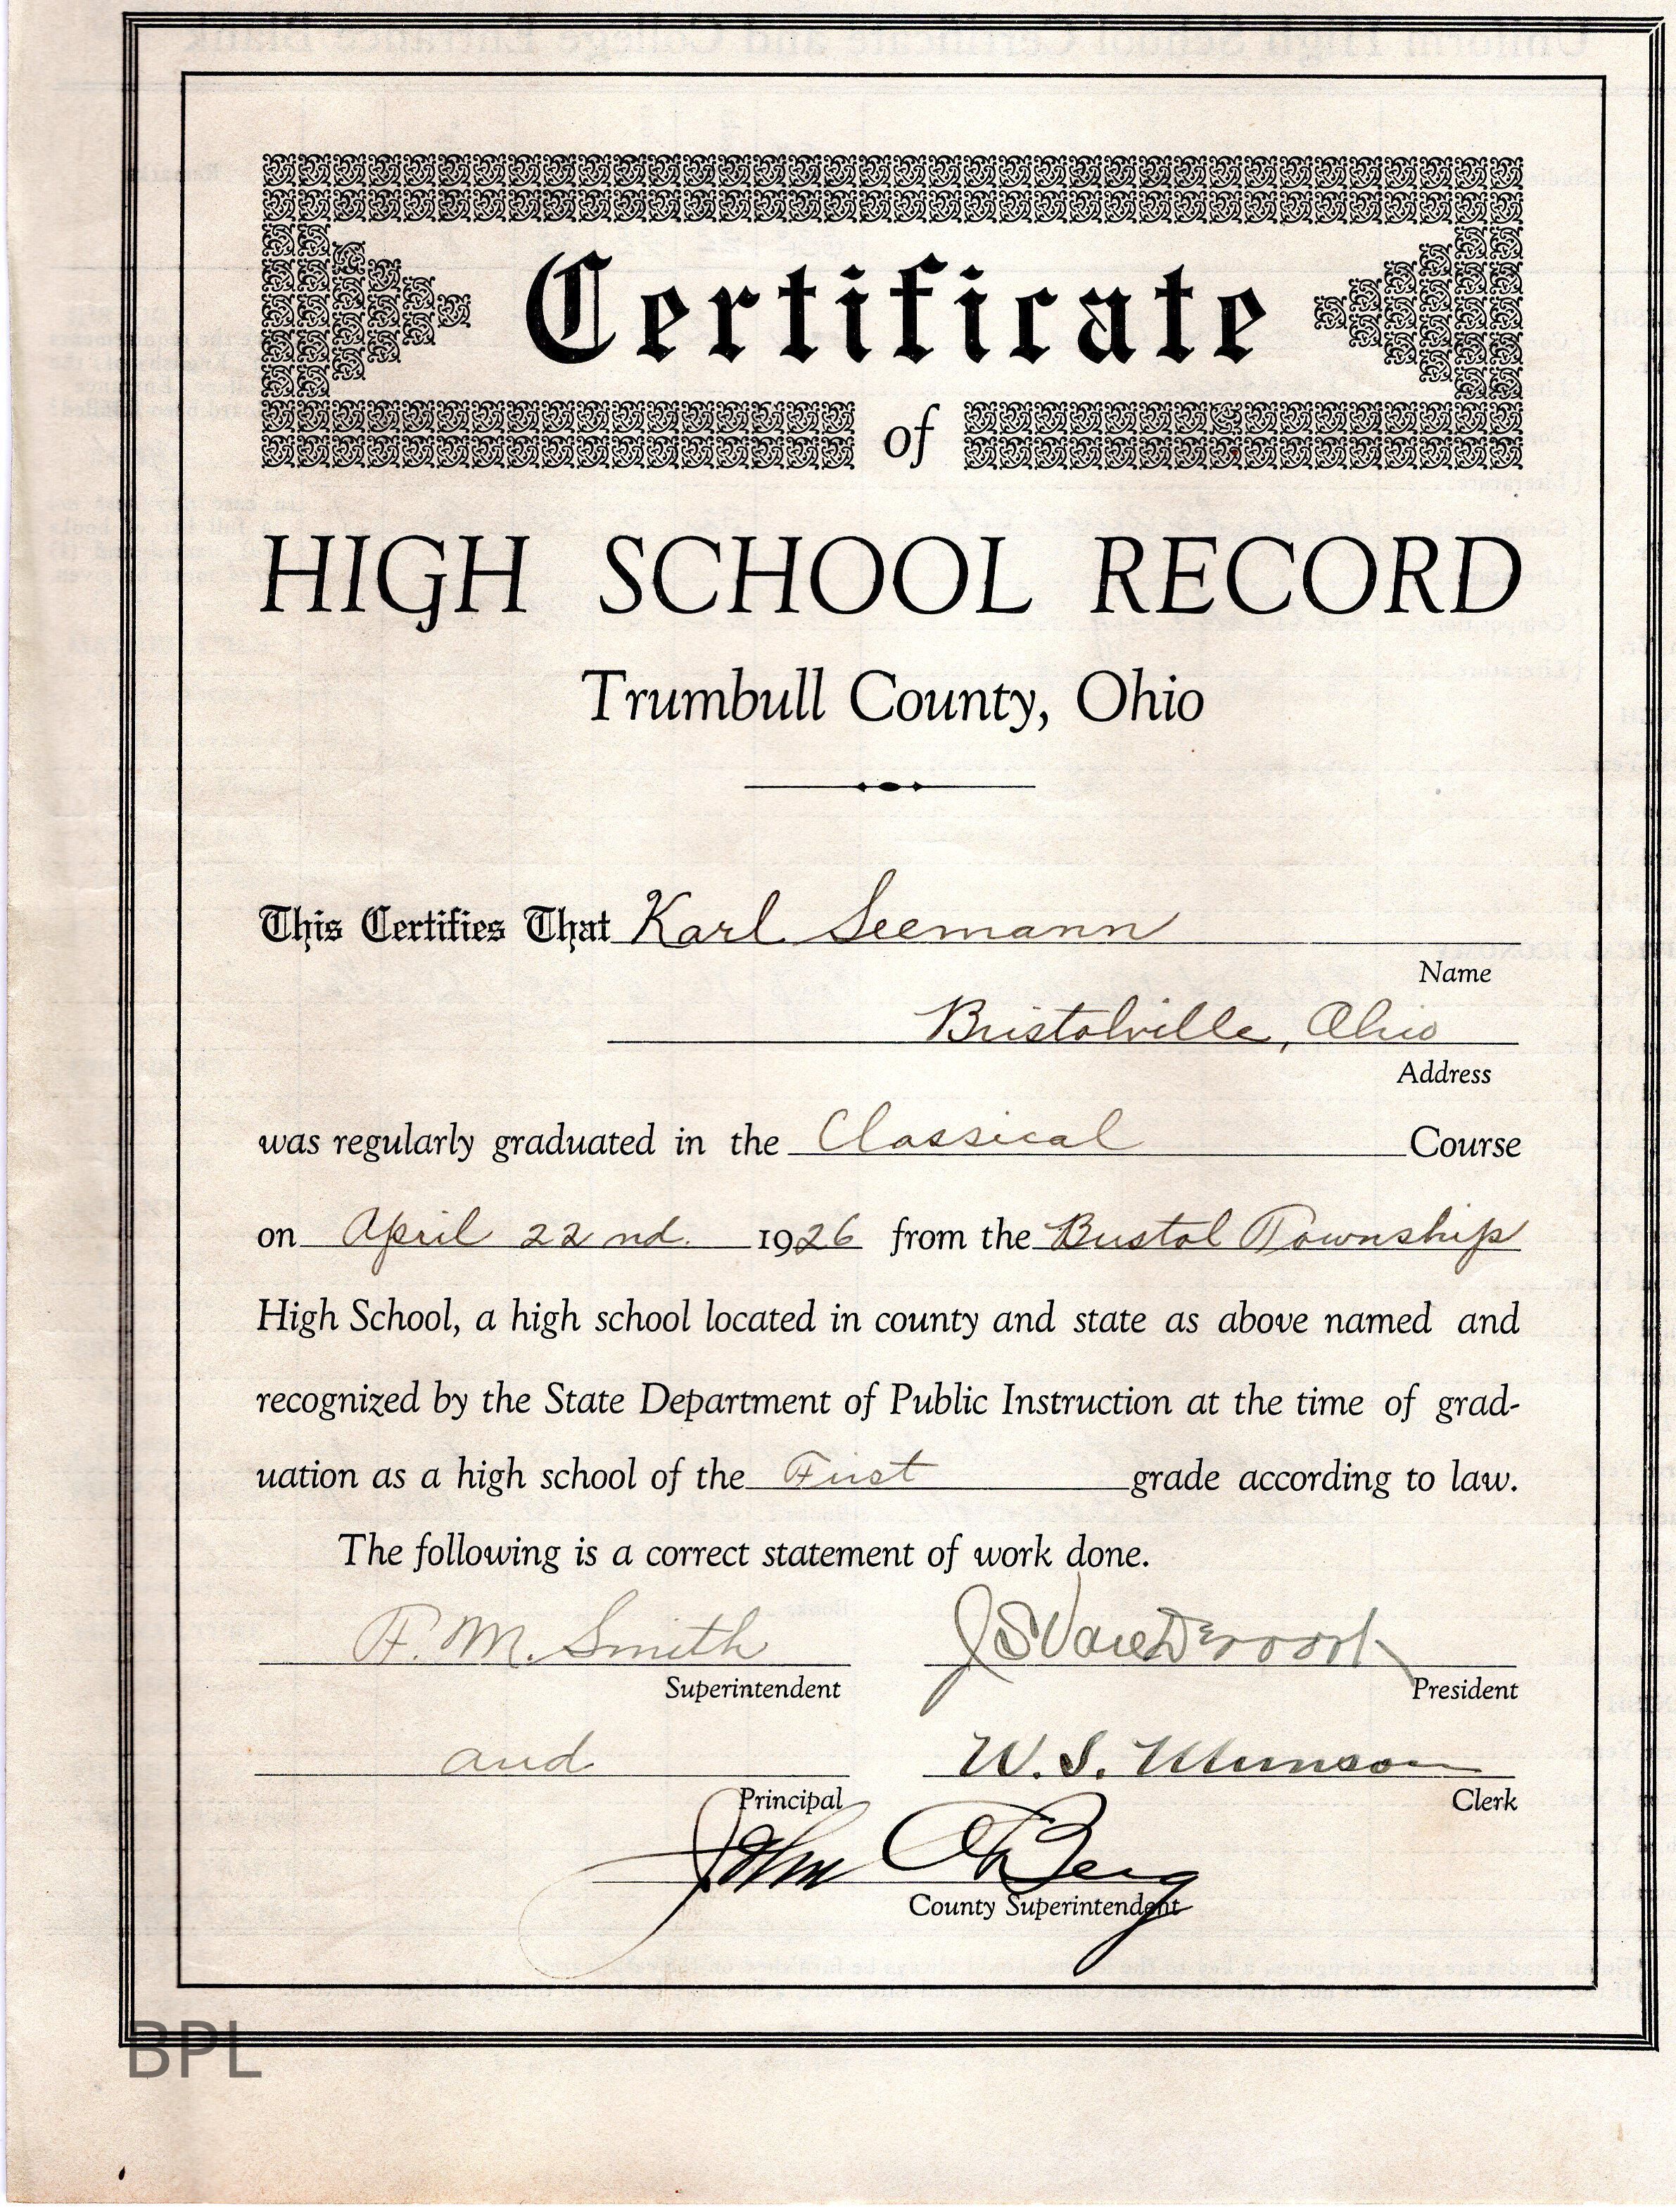 Certificate
of
HIGH SCHOOL RECORD
Trumbull County, Ohio
This Certifies That Karl Seemann
Name
Bristolville, Ohio
Address
was regularly graduated in the Classical Course
on April 22nd. 1926 from the Bristol Township
High School, a high school located in county and state as above named and
recognized by the State Department of Public Instruction at the time of grad-
uation as a high school of the First grade according to law.
The following is a correct statement of work done.
F. M. Smith
Superintendent
President
and
Principal
W. S. Munson
Clerk
John Berg
County Superintendent
BPL